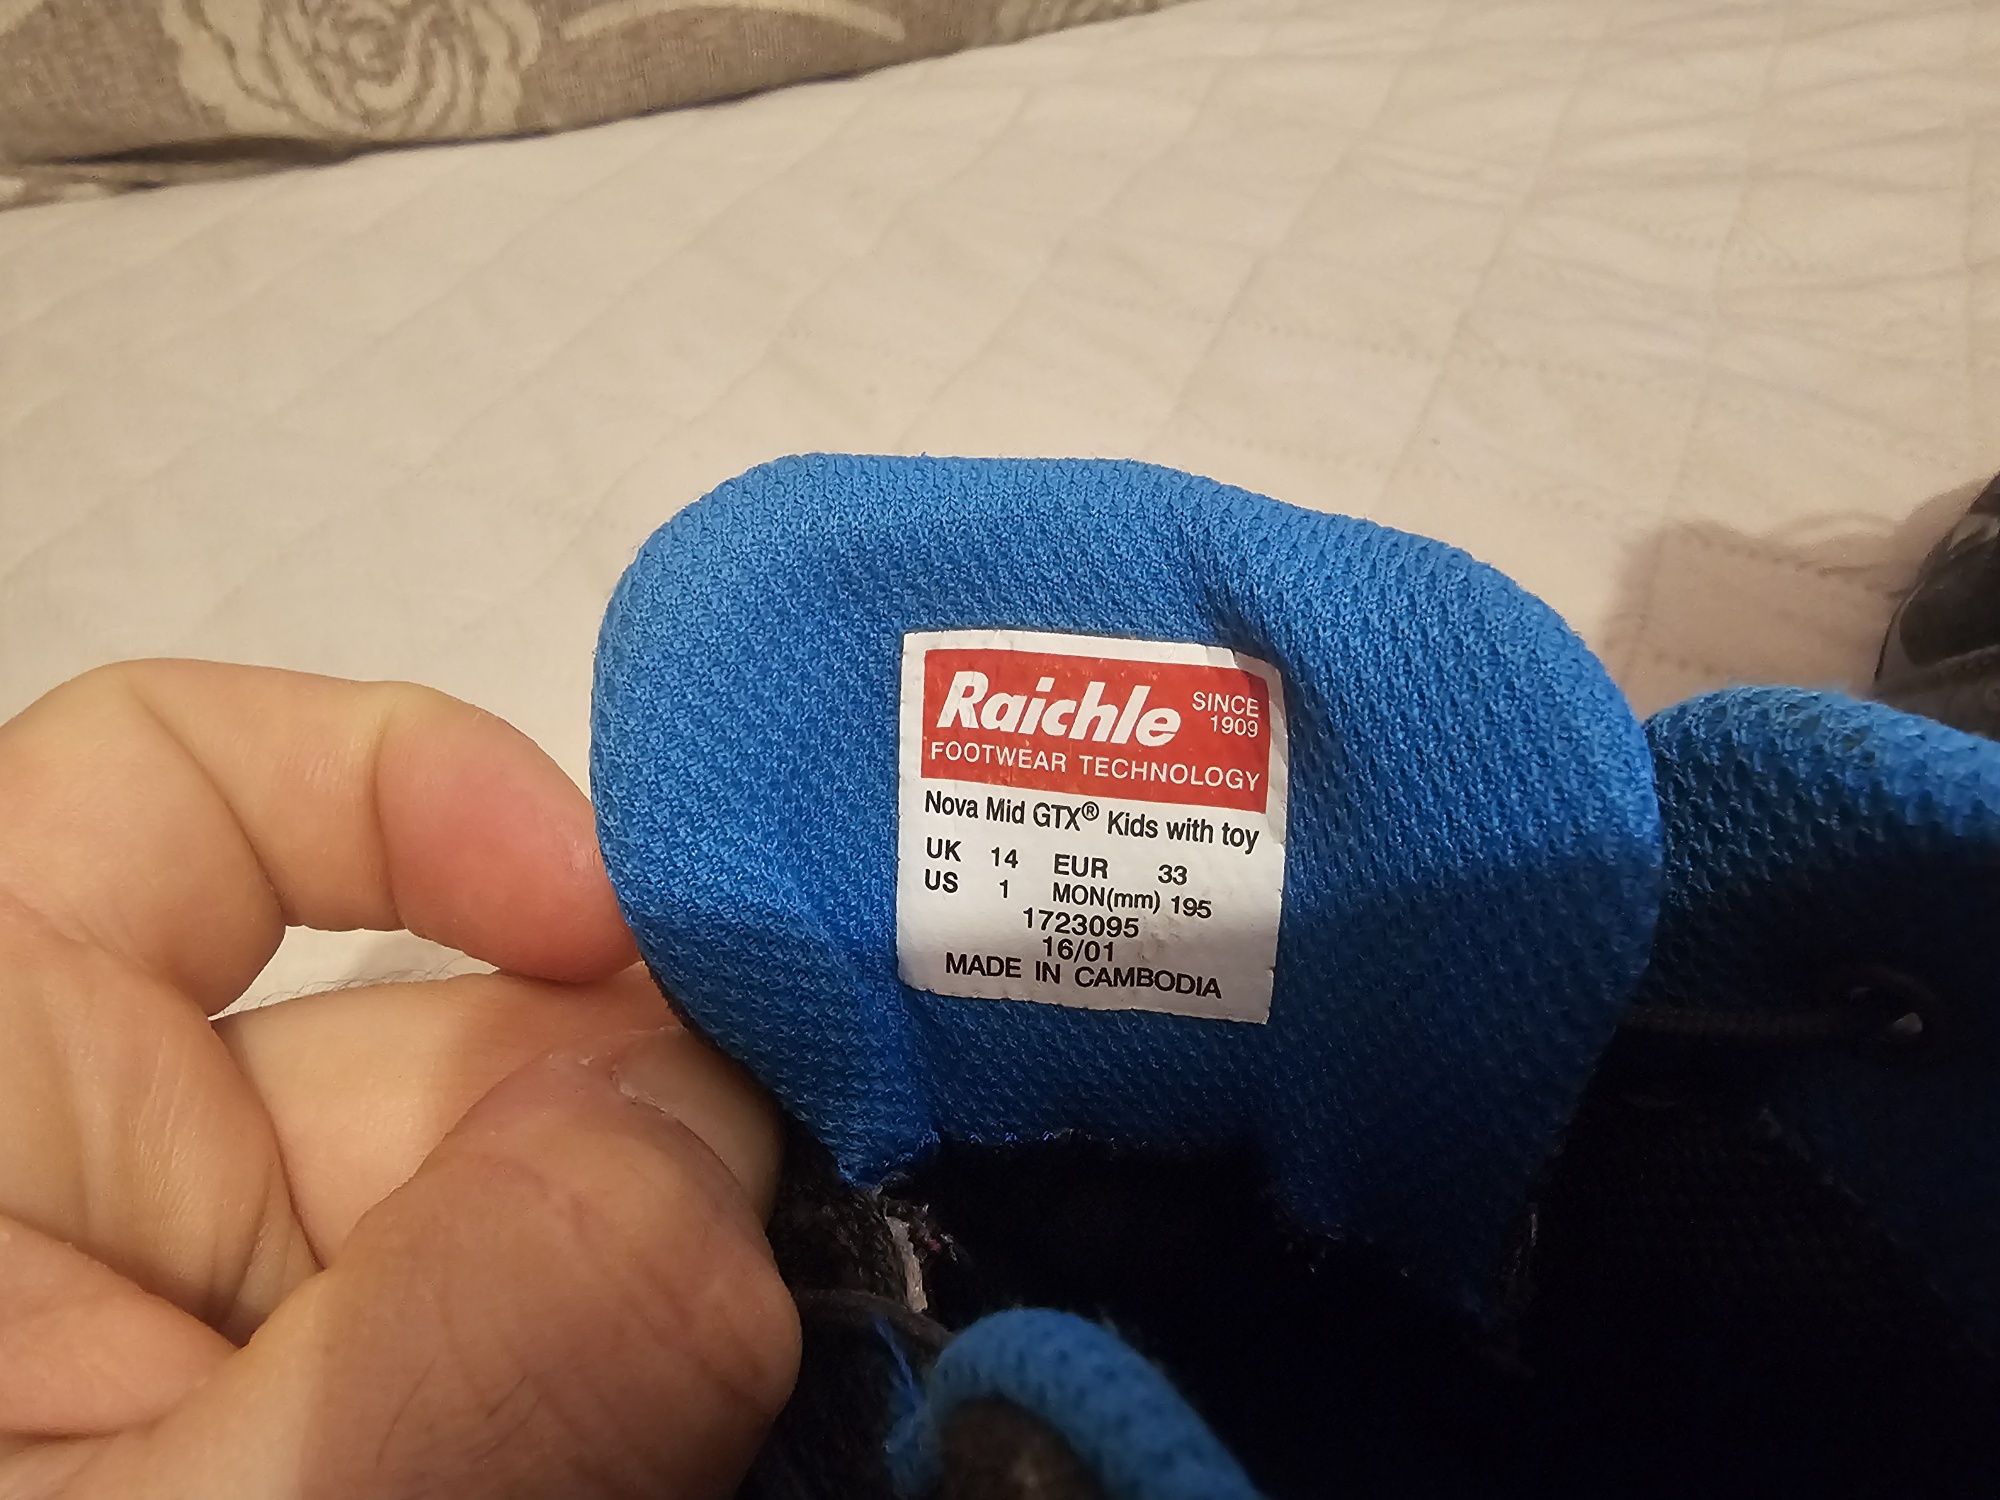 Raichle SINCE 1909
FOOTWEAR TECHNOLOGY
Nova Mid GTX® Kids with toy
UK 14 EUR 33
US 1 MON(mm) 195
1723095
16/01
MADE IN CAMBODIA